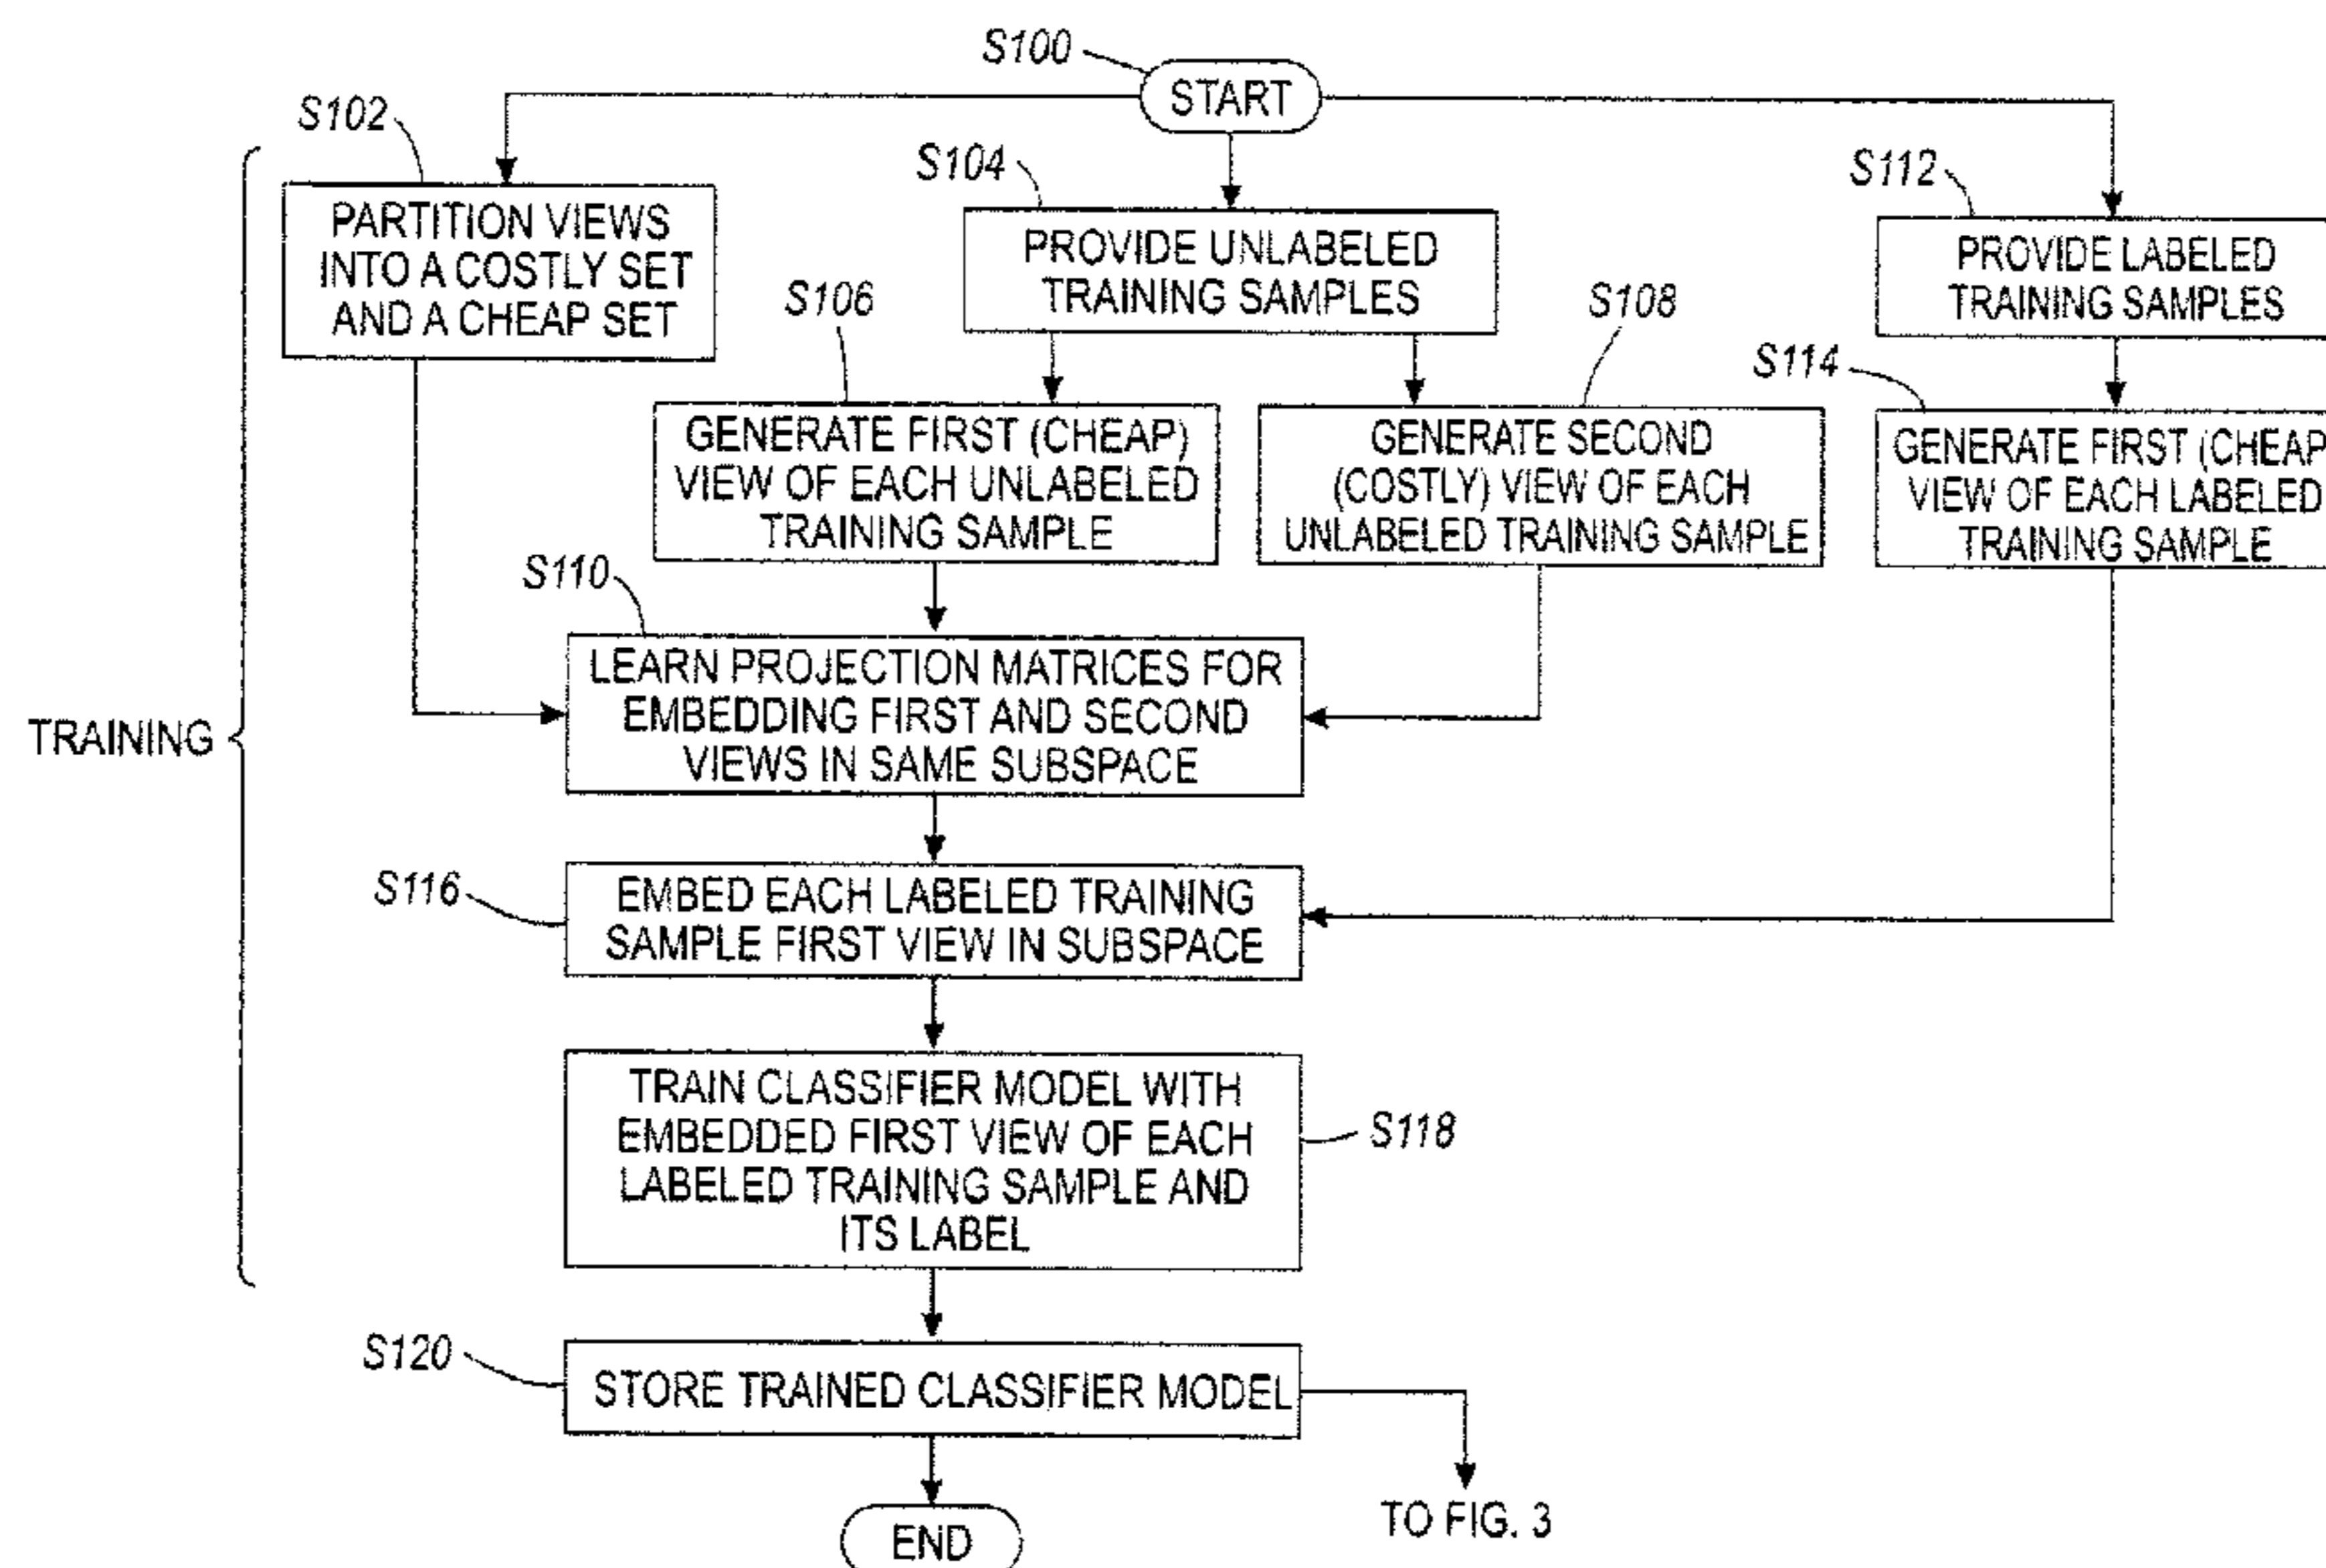 S100
START
S102
PARTITION VIEWS
INTO A COSTLY SET
AND A CHEAP SET
S104
PROVIDE UNLABELED
TRAINING SAMPLES
S112
PROVIDE LABELED
TRAINING SAMPLES
S106
GENERATE FIRST (CHEAP)
VIEW OF EACH UNLABELED
TRAINING SAMPLE
S108
GENERATE SECOND
(COSTLY) VIEW OF EACH
UNLABELED TRAINING SAMPLE
S114
GENERATE FIRST (CHEAP
VIEW OF EACH LABELED
TRAINING SAMPLE
S110
LEARN PROJECTION MATRICES FOR
EMBEDDING FIRST AND SECOND
VIEWS IN SAME SUBSPACE
TRAINING
S116
EMBED EACH LABELED TRAINING
SAMPLE FIRST VIEW IN SUBSPACE
TRAIN CLASSIFIER MODEL WITH
EMBEDDED FIRST VIEW OF EACH
LABELED TRAINING SAMPLE AND
ITS LABEL
S118
S120
STORE TRAINED CLASSIFIER MODEL
TO FIG. 3
END